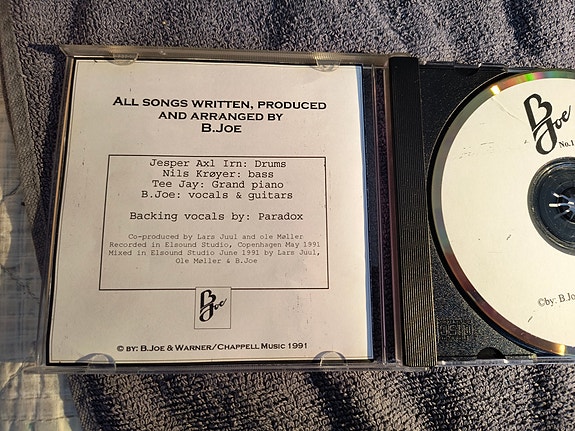 ALL SONGS WRITTEN, PRODUCED
AND ARRANGED BY
B.JOE
Jesper Axl Irn: Drums
Nils Krøyer: bass
Tee Jay: Grand piano
B.Joe: vocals & guitars
Backing vocals by: Paradox
Co-produced by Lars Juul and ole Møller
Recorded in Elsound Studio, Copenhagen May 1991
Mixed in Elsound Studio June 1991 by Lars Juul,
Ole Møller & B.Joe
B Joe
© BY: B.JOE & WARNER/CHAPPELL MUSIC 1991
B Joe
No.1
©by: B.Jo